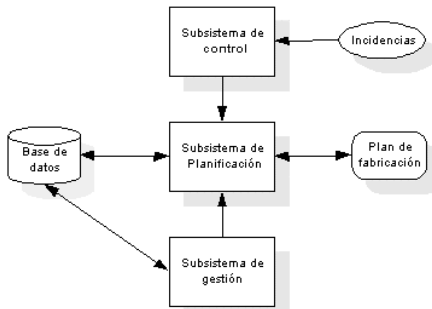 Subsistema de
control
Incidencias
Base de
datos
Subsistema de
Planificación
Plan de
fabricación
Subsistema de
gestión